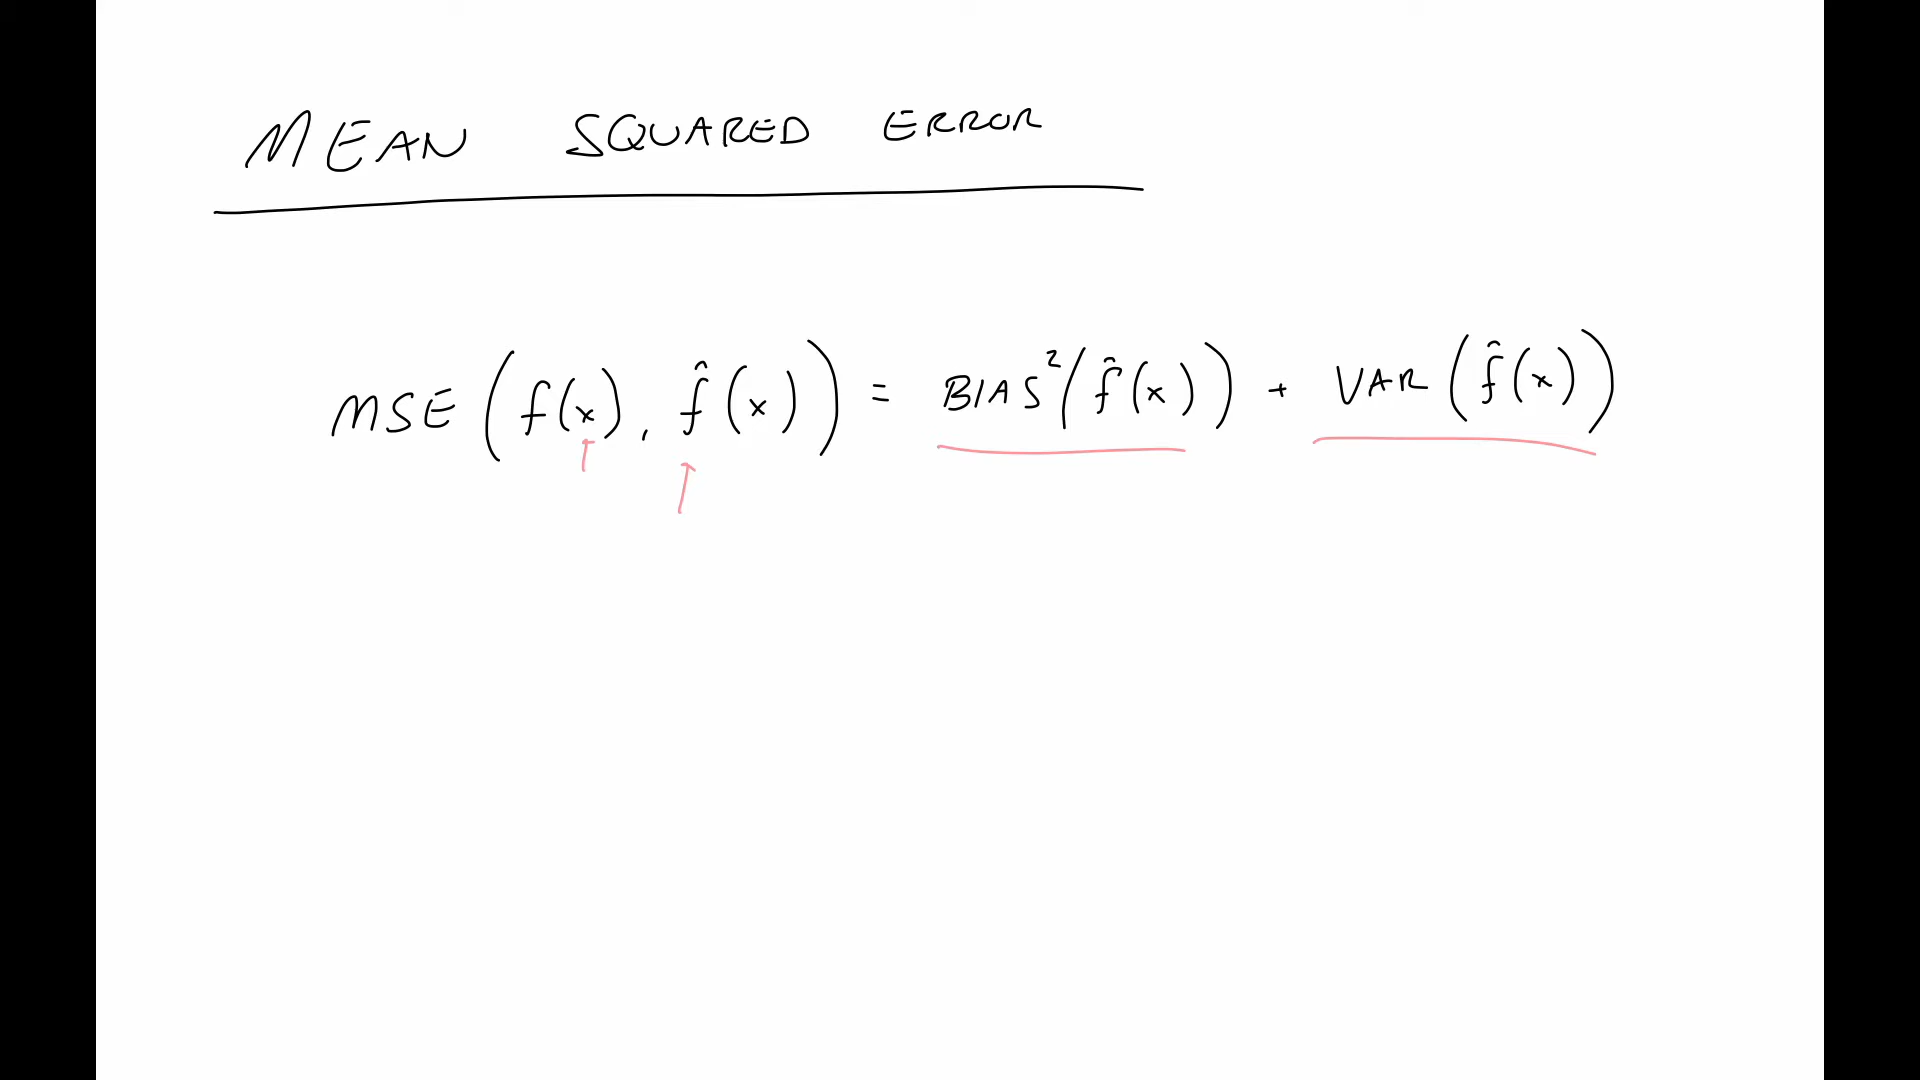 MEAN SQUARED ERROR
MSE(f(x), f̂(x)) = BIAS²(f̂(x)) + VAR(f̂(x))